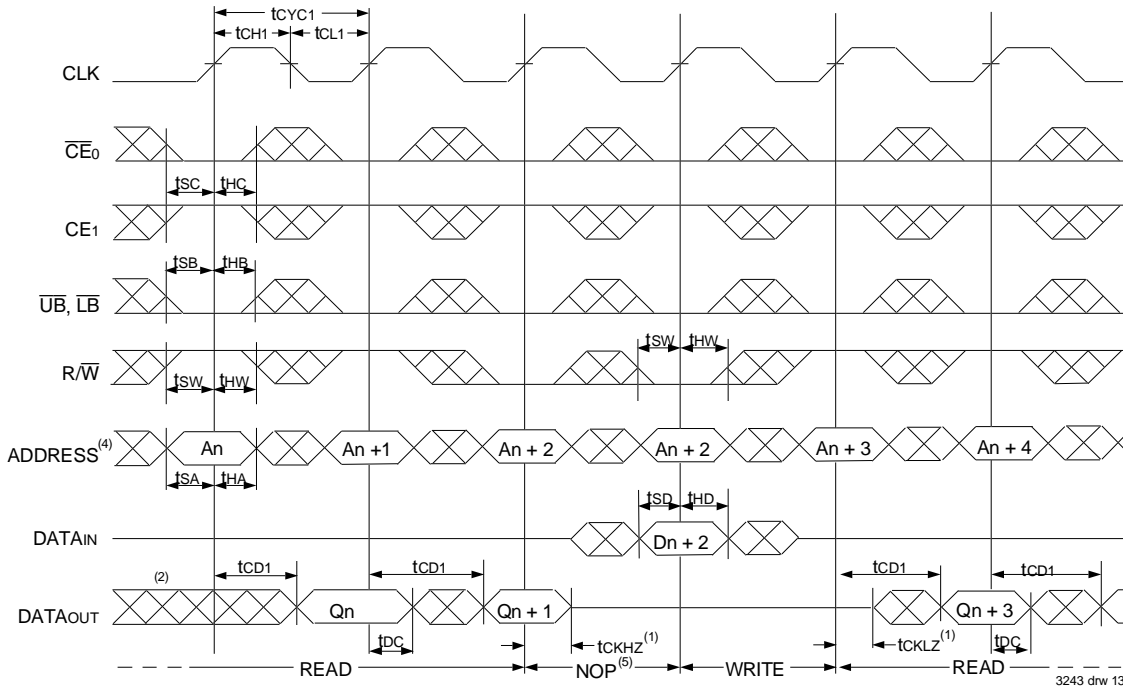 tCYC1
tCH1 tCL1
CLK
CE0
tSC tHC
CE1
tSB tHB
UB, LB
tSW tHW
R/W
tSW tHW
ADDRESS(4) An An +1 An + 2 An + 2 An + 3 An + 4
tSA tHA
tSD tHD
DATAIN Dn + 2
(2) tCD1 tCD1 tCD1 tCD1
DATAOUT Qn Qn + 1 Qn + 3
tDC tCKHZ(1) tCKLZ(1) tDC
READ NOP(5) WRITE READ
3243 drw 13